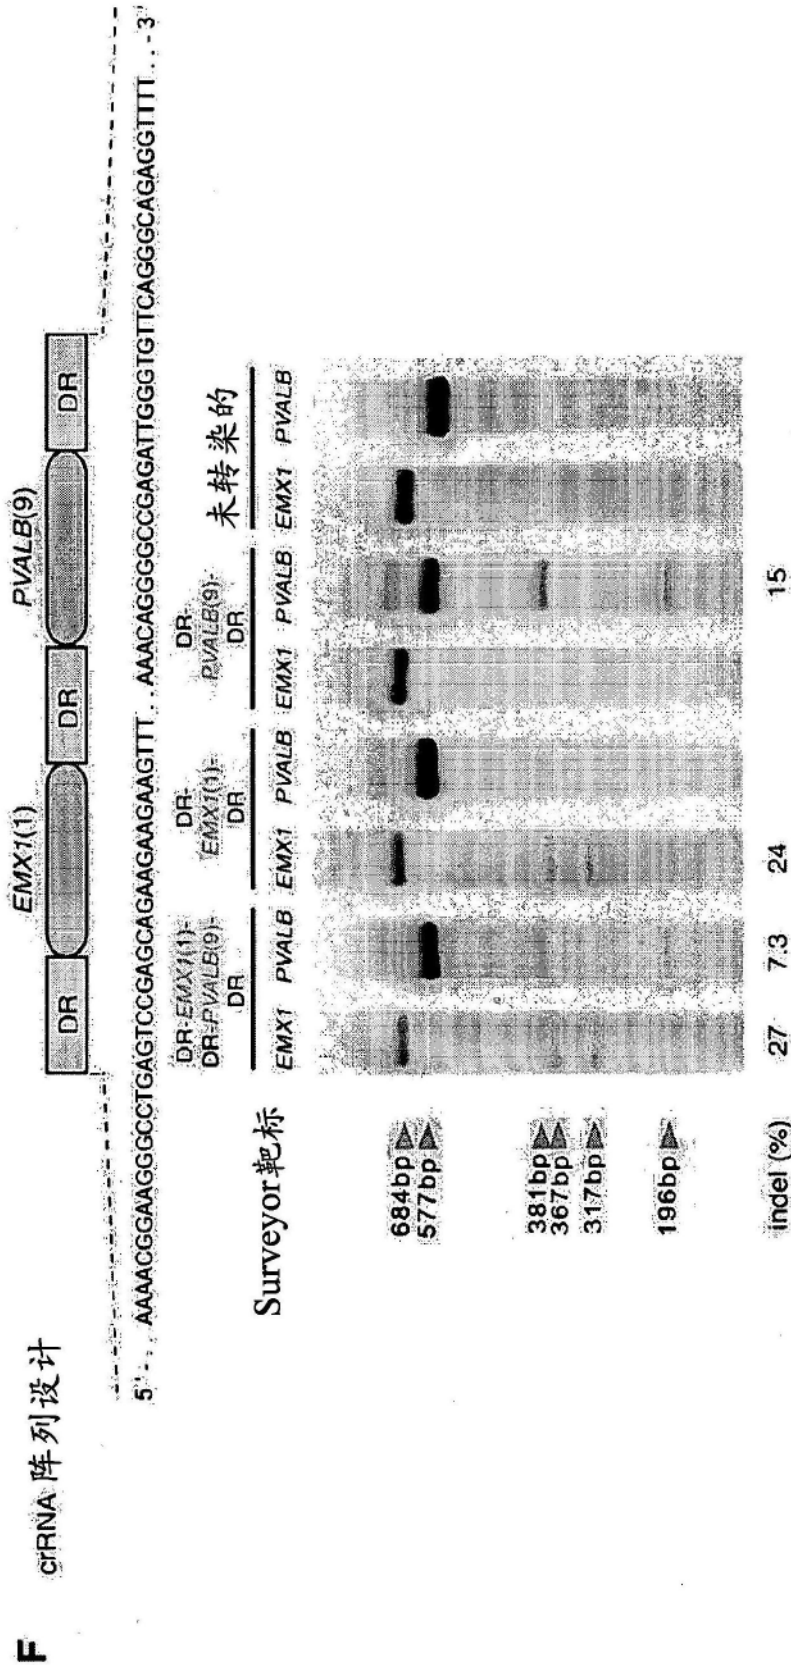 F
crRNA 阵列设计
EMX1(1)
PVALB(9)
DR
DR
DR
5'-... AAAACGGAAGGGCCTGAGTCCGAGCAGAAGAAGAAGTTT...AAACAGGGGCCGAGATTGGGTGTTCAGGGCAGAGGTTTT...-3'
DR-EMX1(1)-
DR-PVALB(9)-
DR
DR-
EMX1(1)-
DR
DR-
PVALB(9)-
DR
未转染的
Surveyor靶标
EMX1 PVALB EMX1 PVALB EMX1 PVALB EMX1 PVALB
684bp
577bp
381bp
367bp
317bp
196bp
indel (%)
27 7.3 24 15